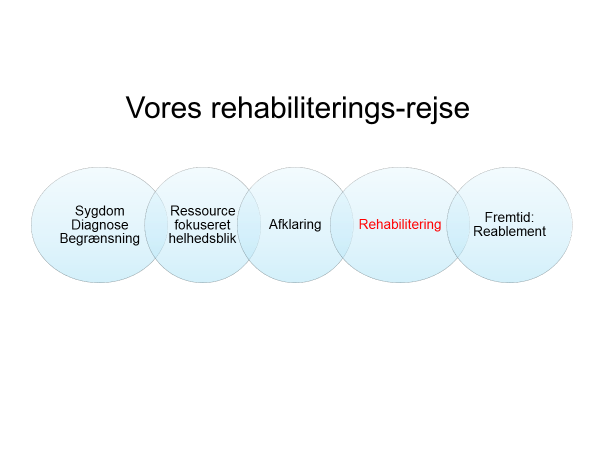 Vores rehabiliterings-rejse
Sygdom
Diagnose
Begrænsning
Ressource
fokuseret
helhedsblik
Afklaring
Rehabilitering
Fremtid:
Reablement